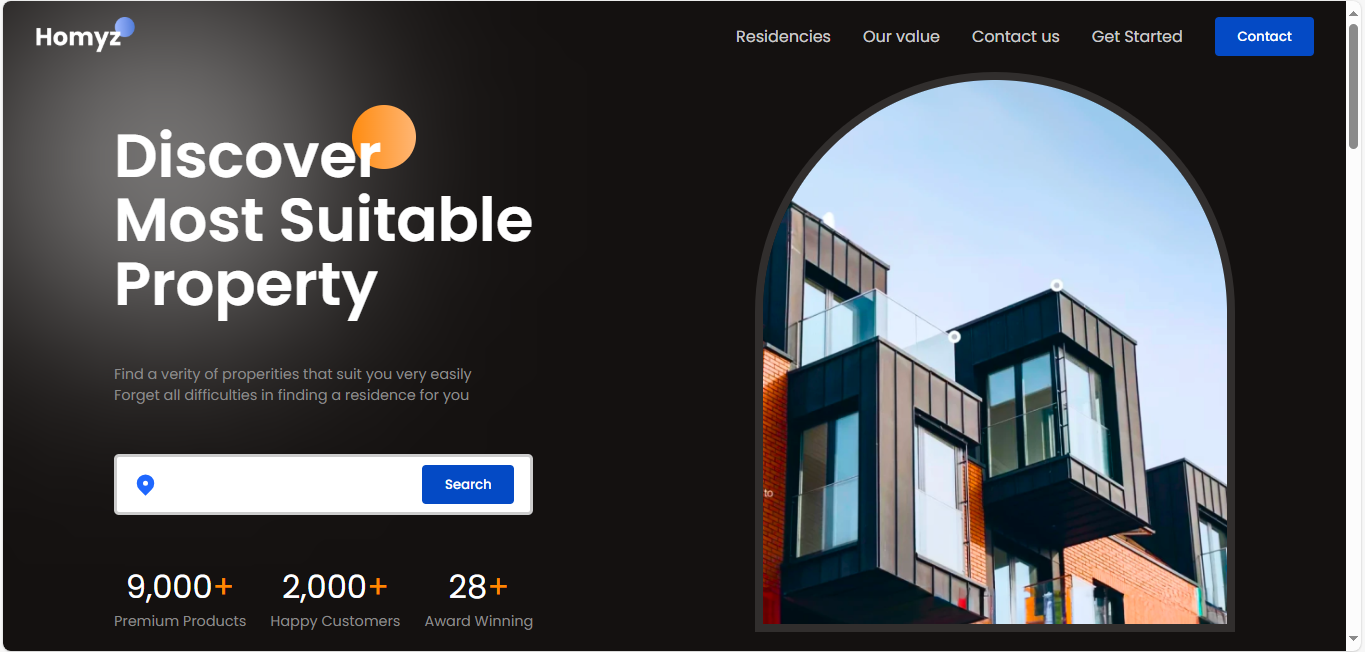 Homyz
Residencies
Our value
Contact us
Get Started
Contact
Discover
Most Suitable
Property
Find a verity of properities that suit you very easily
Forget all difficulties in finding a residence for you
Search
9,000+
2,000+
28+
Premium Products
Happy Customers
Award Winning
to